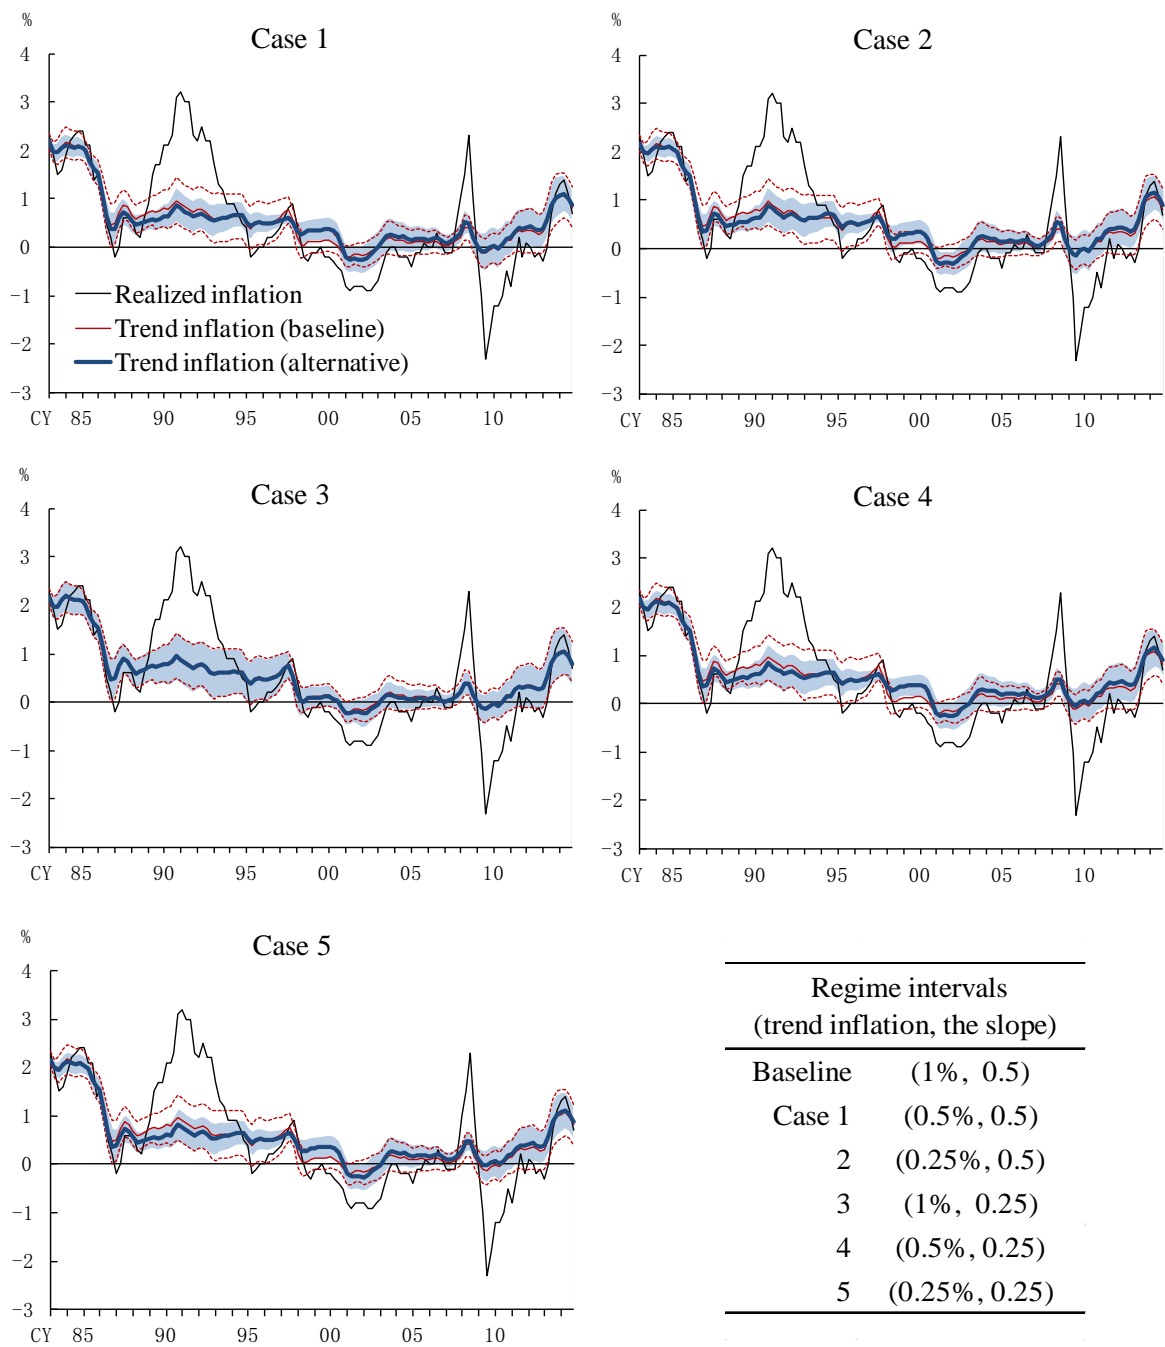 %
Case 1
4
3
2
1
0
−1
−2
−3
Realized inflation
Trend inflation (baseline)
Trend inflation (alternative)
CY 85 90 95 00 05 10
%
Case 2
4
3
2
1
0
−1
−2
−3
CY 85 90 95 00 05 10
%
Case 3
4
3
2
1
0
−1
−2
−3
CY 85 90 95 00 05 10
%
Case 4
4
3
2
1
0
−1
−2
−3
CY 85 90 95 00 05 10
%
Case 5
4
3
2
1
0
−1
−2
−3
CY 85 90 95 00 05 10
Regime intervals
(trend inflation, the slope)
Baseline (1%, 0.5)
Case 1 (0.5%, 0.5)
2 (0.25%, 0.5)
3 (1%, 0.25)
4 (0.5%, 0.25)
5 (0.25%, 0.25)